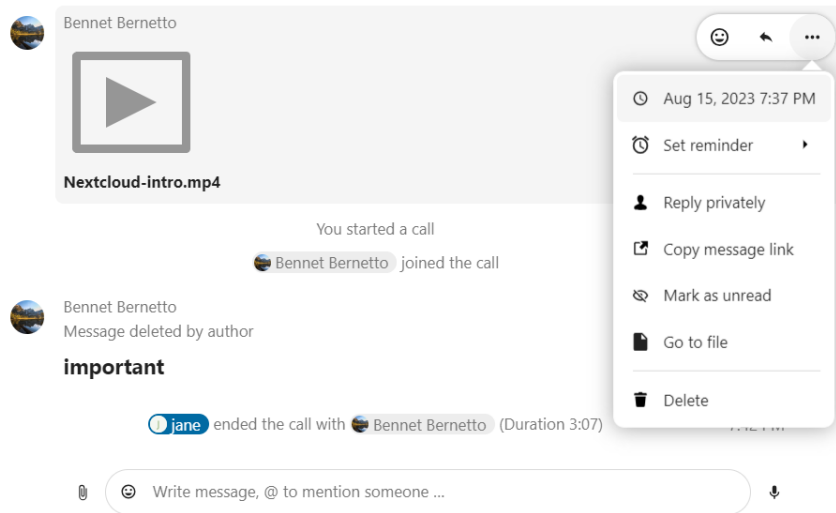 Bennet Bernetto
Nextcloud-intro.mp4
Aug 15, 2023 7:37 PM
Set reminder
Reply privately
Copy message link
Mark as unread
Go to file
Delete
You started a call
Bennet Bernetto joined the call
Bennet Bernetto
Message deleted by author
important
jane ended the call with Bennet Bernetto (Duration 3:07)
Write message, @ to mention someone ...